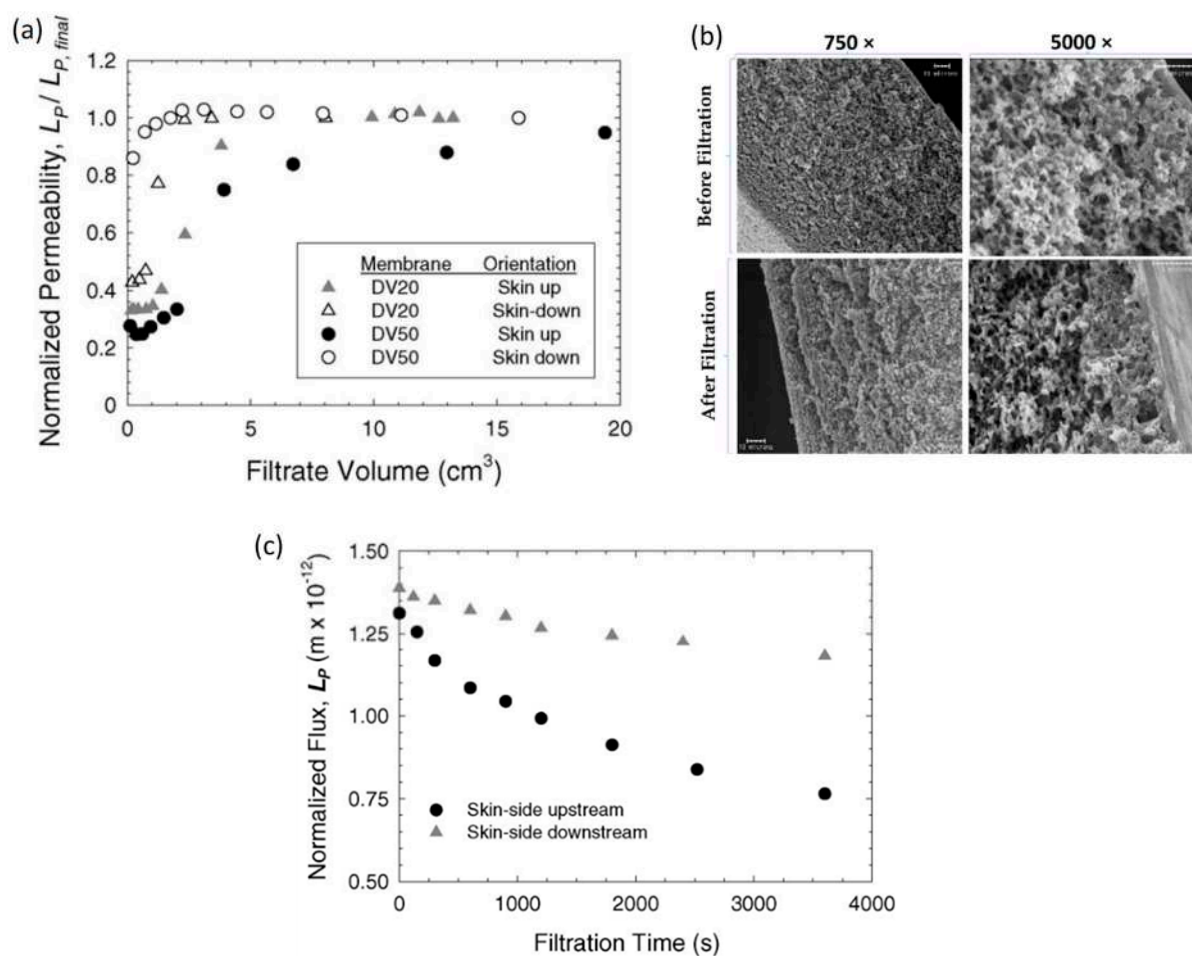 (a)
Normalized Permeability, L_P / L_P, final
1.2
1.0
0.8
0.6
0.4
0.2
0
0 5 10 15 20
Filtrate Volume (cm³)
Membrane Orientation
DV20 Skin up
DV20 Skin-down
DV50 Skin up
DV50 Skin down
(b)
750 × 5000 ×
Before Filtration
After Filtration
10 microns
(c)
Normalized Flux, L_P (m x 10⁻¹²)
1.50
1.25
1.00
0.75
0.50
Skin-side upstream
Skin-side downstream
0 1000 2000 3000 4000
Filtration Time (s)